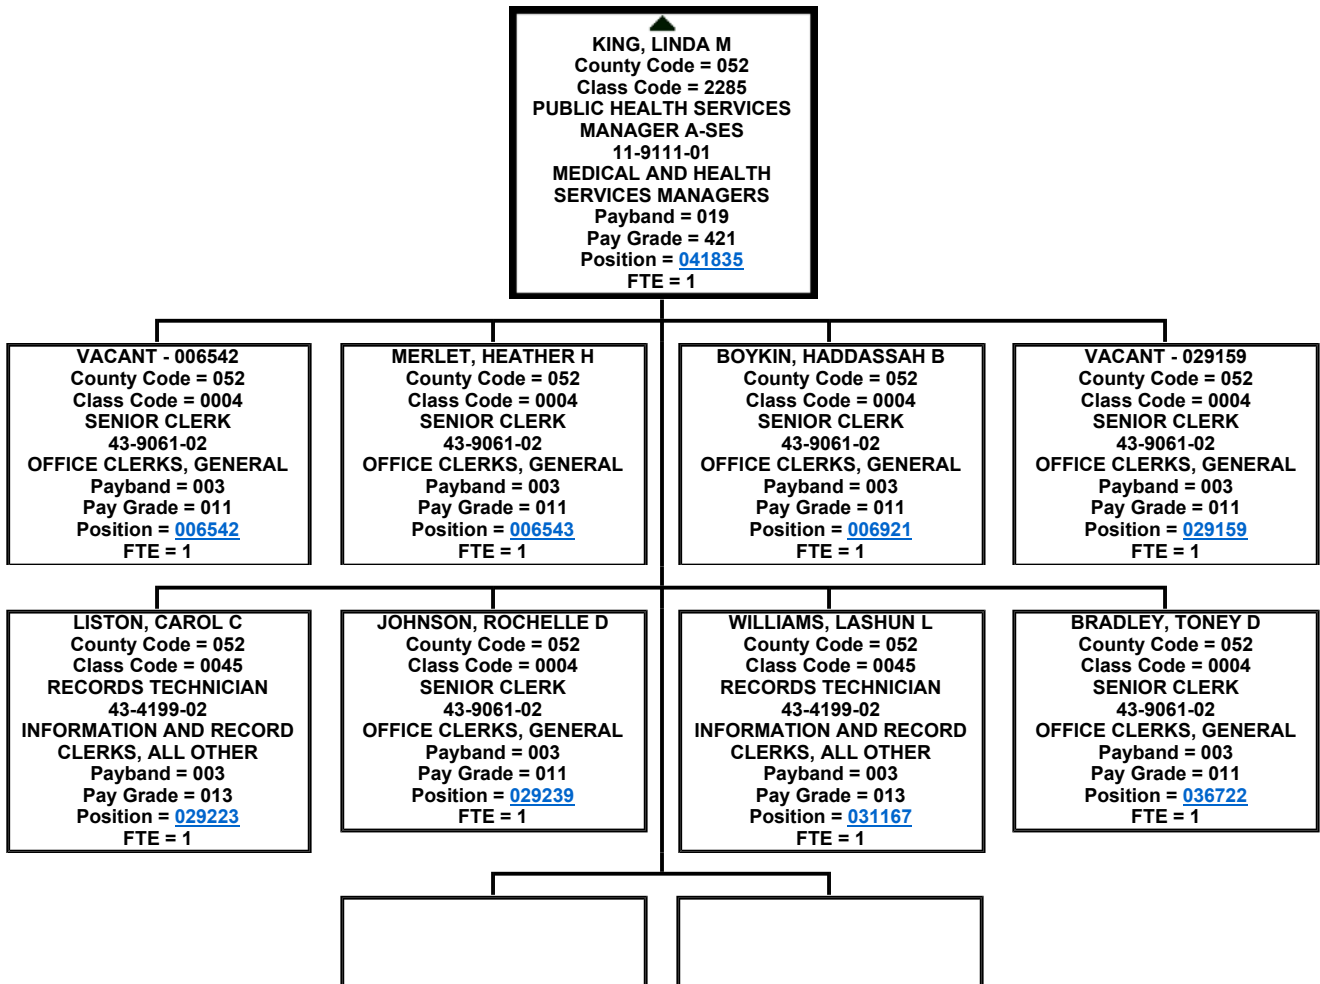 KING, LINDA M
County Code = 052
Class Code = 2285
PUBLIC HEALTH SERVICES
MANAGER A-SES
11-9111-01
MEDICAL AND HEALTH
SERVICES MANAGERS
Payband = 019
Pay Grade = 421
Position = 041835
FTE = 1
VACANT - 006542
County Code = 052
Class Code = 0004
SENIOR CLERK
43-9061-02
OFFICE CLERKS, GENERAL
Payband = 003
Pay Grade = 011
Position = 006542
FTE = 1
MERLET, HEATHER H
County Code = 052
Class Code = 0004
SENIOR CLERK
43-9061-02
OFFICE CLERKS, GENERAL
Payband = 003
Pay Grade = 011
Position = 006543
FTE = 1
BOYKIN, HADDASSAH B
County Code = 052
Class Code = 0004
SENIOR CLERK
43-9061-02
OFFICE CLERKS, GENERAL
Payband = 003
Pay Grade = 011
Position = 006921
FTE = 1
VACANT - 029159
County Code = 052
Class Code = 0004
SENIOR CLERK
43-9061-02
OFFICE CLERKS, GENERAL
Payband = 003
Pay Grade = 011
Position = 029159
FTE = 1
LISTON, CAROL C
County Code = 052
Class Code = 0045
RECORDS TECHNICIAN
43-4199-02
INFORMATION AND RECORD
CLERKS, ALL OTHER
Payband = 003
Pay Grade = 013
Position = 029223
FTE = 1
JOHNSON, ROCHELLE D
County Code = 052
Class Code = 0004
SENIOR CLERK
43-9061-02
OFFICE CLERKS, GENERAL
Payband = 003
Pay Grade = 011
Position = 029239
FTE = 1
WILLIAMS, LASHUN L
County Code = 052
Class Code = 0045
RECORDS TECHNICIAN
43-4199-02
INFORMATION AND RECORD
CLERKS, ALL OTHER
Payband = 003
Pay Grade = 013
Position = 031167
FTE = 1
BRADLEY, TONEY D
County Code = 052
Class Code = 0004
SENIOR CLERK
43-9061-02
OFFICE CLERKS, GENERAL
Payband = 003
Pay Grade = 011
Position = 036722
FTE = 1